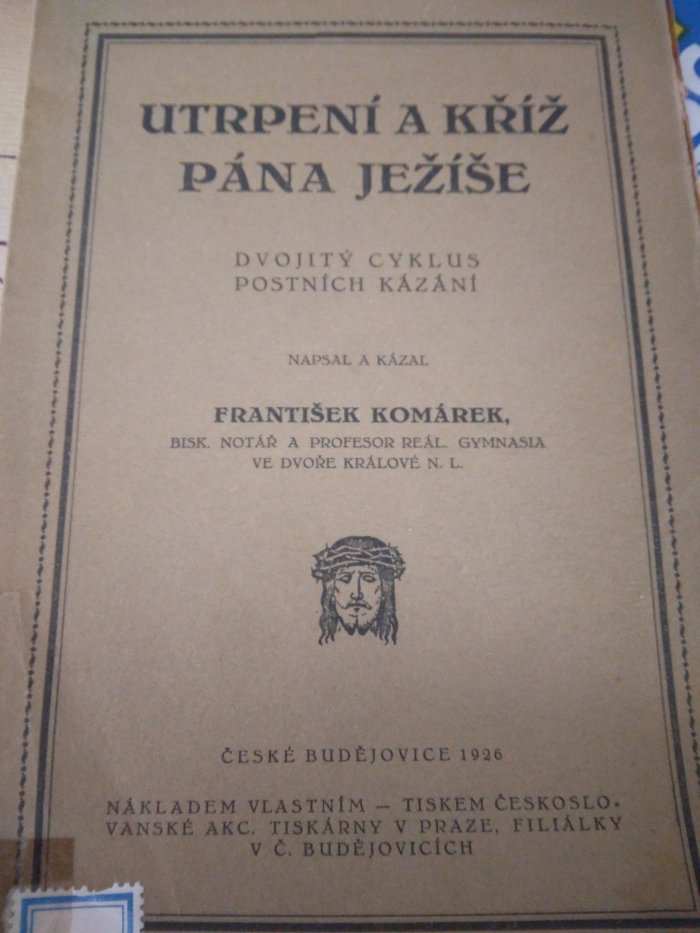 UTRPENÍ A KŘÍŽ
PÁNA JEŽÍŠE
DVOJITÝ CYKLUS
POSTNÍCH KÁZÁNÍ
NAPSAL A KÁZAL
FRANTIŠEK KOMÁREK,
BISK. NOTÁŘ A PROFESOR REÁL. GYMNASIA
VE DVOŘE KRÁLOVÉ N. L.
ČESKÉ BUDĚJOVICE 1926
NÁKLADEM VLASTNÍM — TISKEM ČESKOSLO-
VANSKÉ AKC. TISKÁRNY V PRAZE, FILIÁLKY
V Č. BUDĚJOVICÍCH